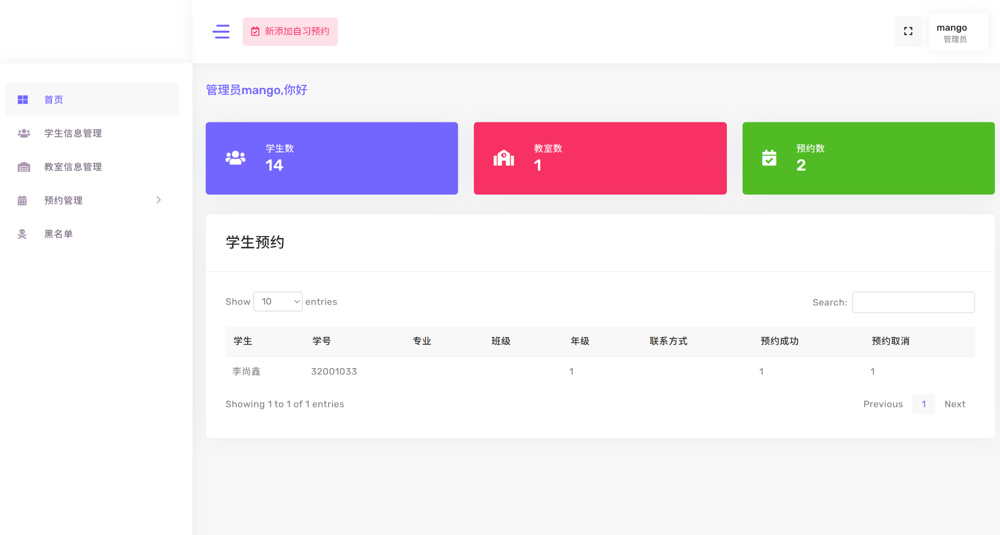 新添加自习预约
mango
管理员
首页
学生信息管理
教室信息管理
预约管理
黑名单
管理员mango,你好
学生数
14
教室数
1
预约数
2
学生预约
Show 10 entries
Search:
学生 学号 专业 班级 年级 联系方式 预约成功 预约取消
李尚鑫 32001033 1 1 1
Showing 1 to 1 of 1 entries
Previous 1 Next